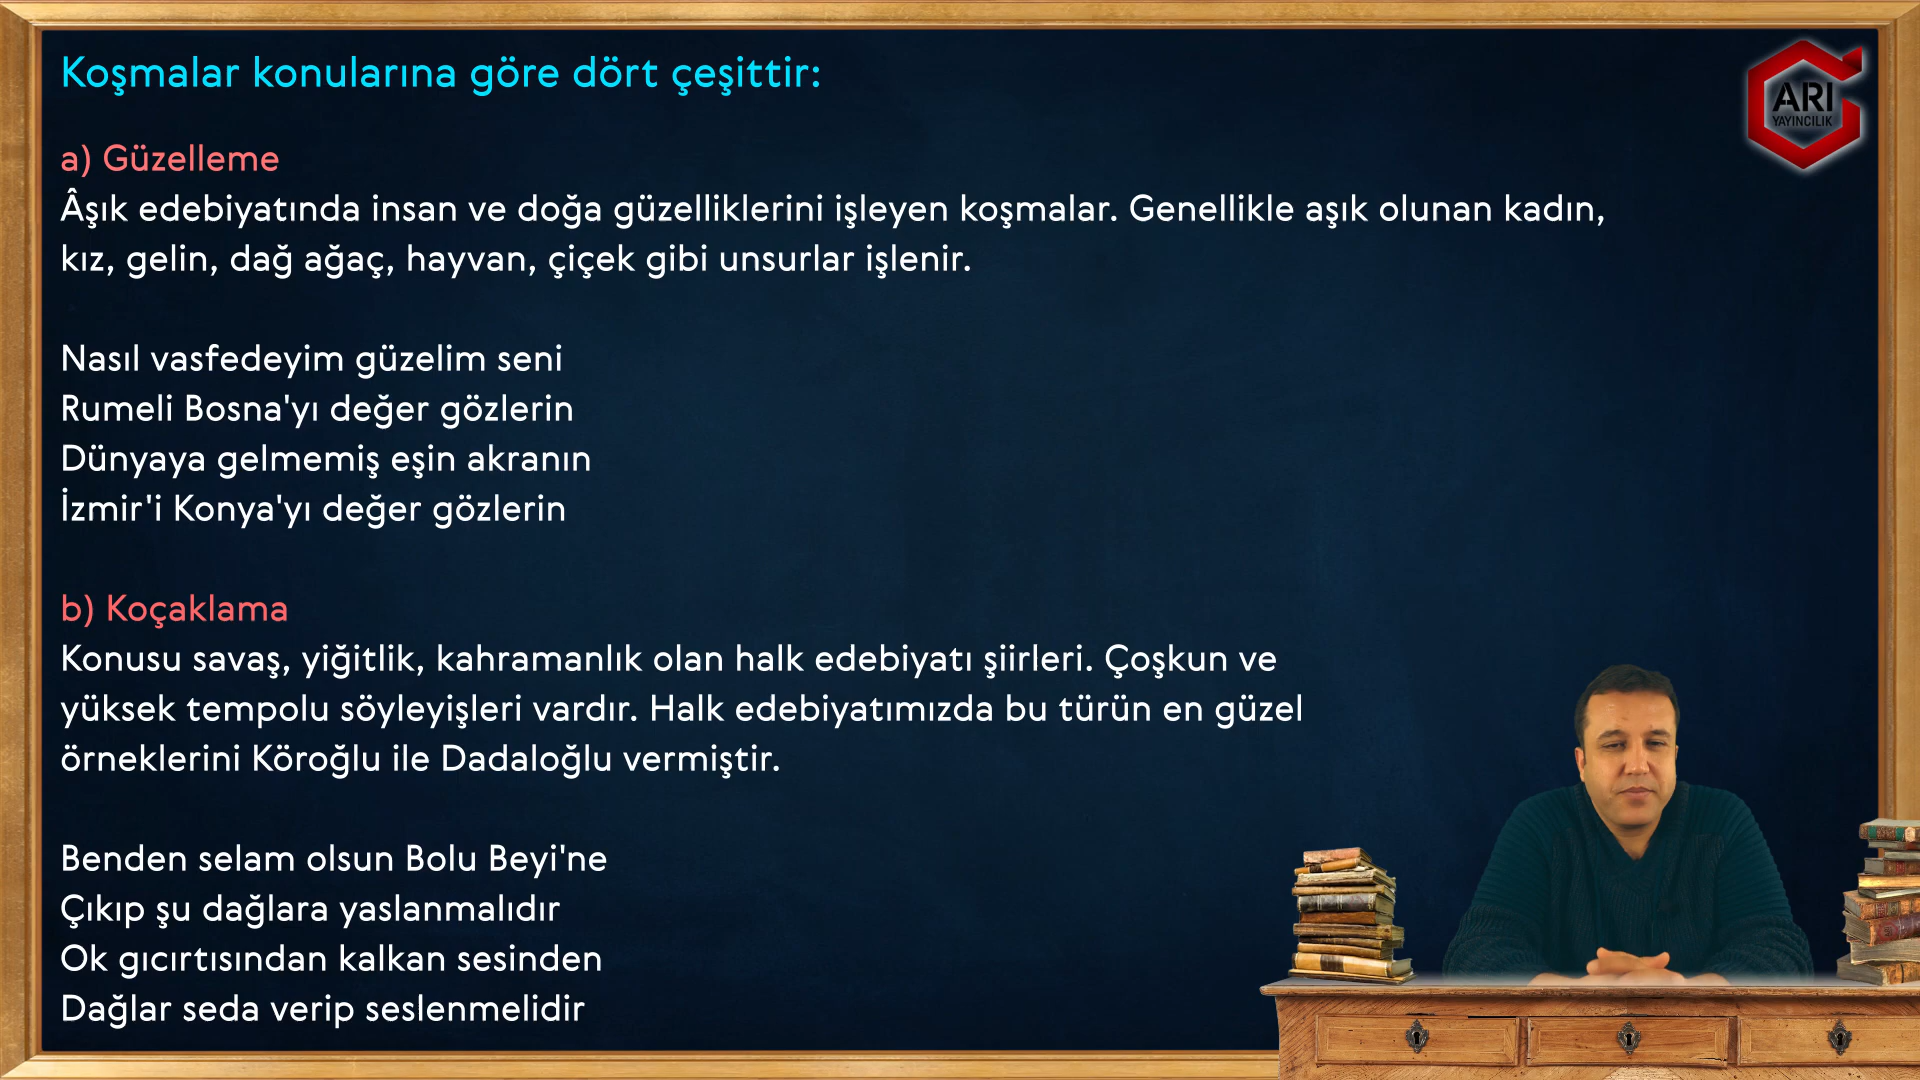 Koşmalar konularına göre dört çeşittir:
a) Güzelleme
Âşık edebiyatında insan ve doğa güzelliklerini işleyen koşmalar. Genellikle aşık olunan kadın,
kız, gelin, dağ ağaç, hayvan, çiçek gibi unsurlar işlenir.
Nasıl vasfedeyim güzelim seni
Rumeli Bosna'yı değer gözlerin
Dünyaya gelmemiş eşin akranın
İzmir'i Konya'yı değer gözlerin
b) Koçaklama
Konusu savaş, yiğitlik, kahramanlık olan halk edebiyatı şiirleri. Çoşkun ve
yüksek tempolu söyleyişleri vardır. Halk edebiyatımızda bu türün en güzel
örneklerini Köroğlu ile Dadaloğlu vermiştir.
Benden selam olsun Bolu Beyi'ne
Çıkıp şu dağlara yaslanmalıdır
Ok gıcırtısından kalkan sesinden
Dağlar seda verip seslenmelidir
ARI
YAYINCILIK